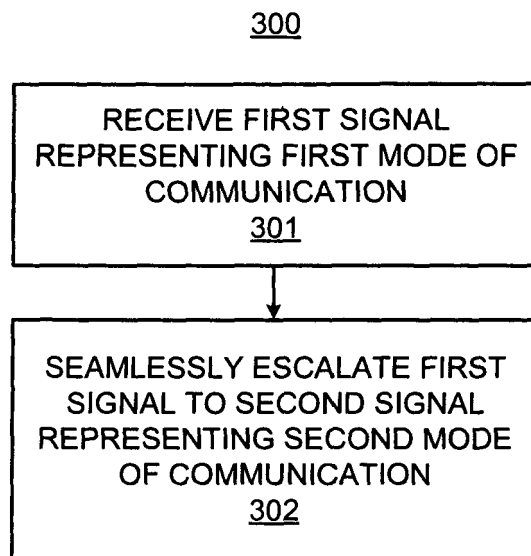 300
RECEIVE FIRST SIGNAL
REPRESENTING FIRST MODE OF
COMMUNICATION
301
SEAMLESSLY ESCALATE FIRST
SIGNAL TO SECOND SIGNAL
REPRESENTING SECOND MODE
OF COMMUNICATION
302